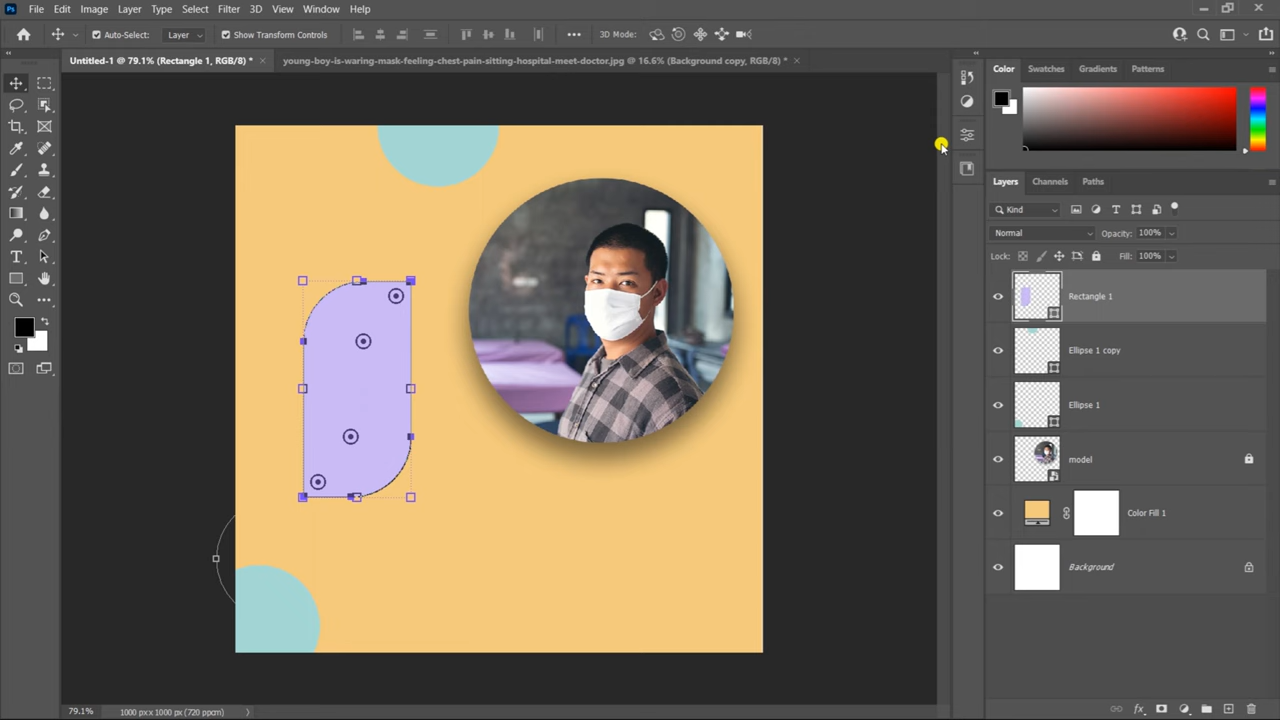 Ps File Edit Image Layer Type Select Filter 3D View Window Help
Auto-Select: Layer Show Transform Controls 3D Mode:
Untitled-1 @ 79.1% (Rectangle 1, RGB/8) * × young-boy-is-waring-mask-feeling-chest-pain-sitting-hospital-meet-doctor.jpg @ 16.6% (Background copy, RGB/8) * ×
Color Swatches Gradients Patterns
Layers Channels Paths
Kind
Normal Opacity: 100%
Lock: Fill: 100%
Rectangle 1
Ellipse 1 copy
Ellipse 1
model
Color Fill 1
Background
79.1% 1000 px x 1000 px (720 ppcm)
fx